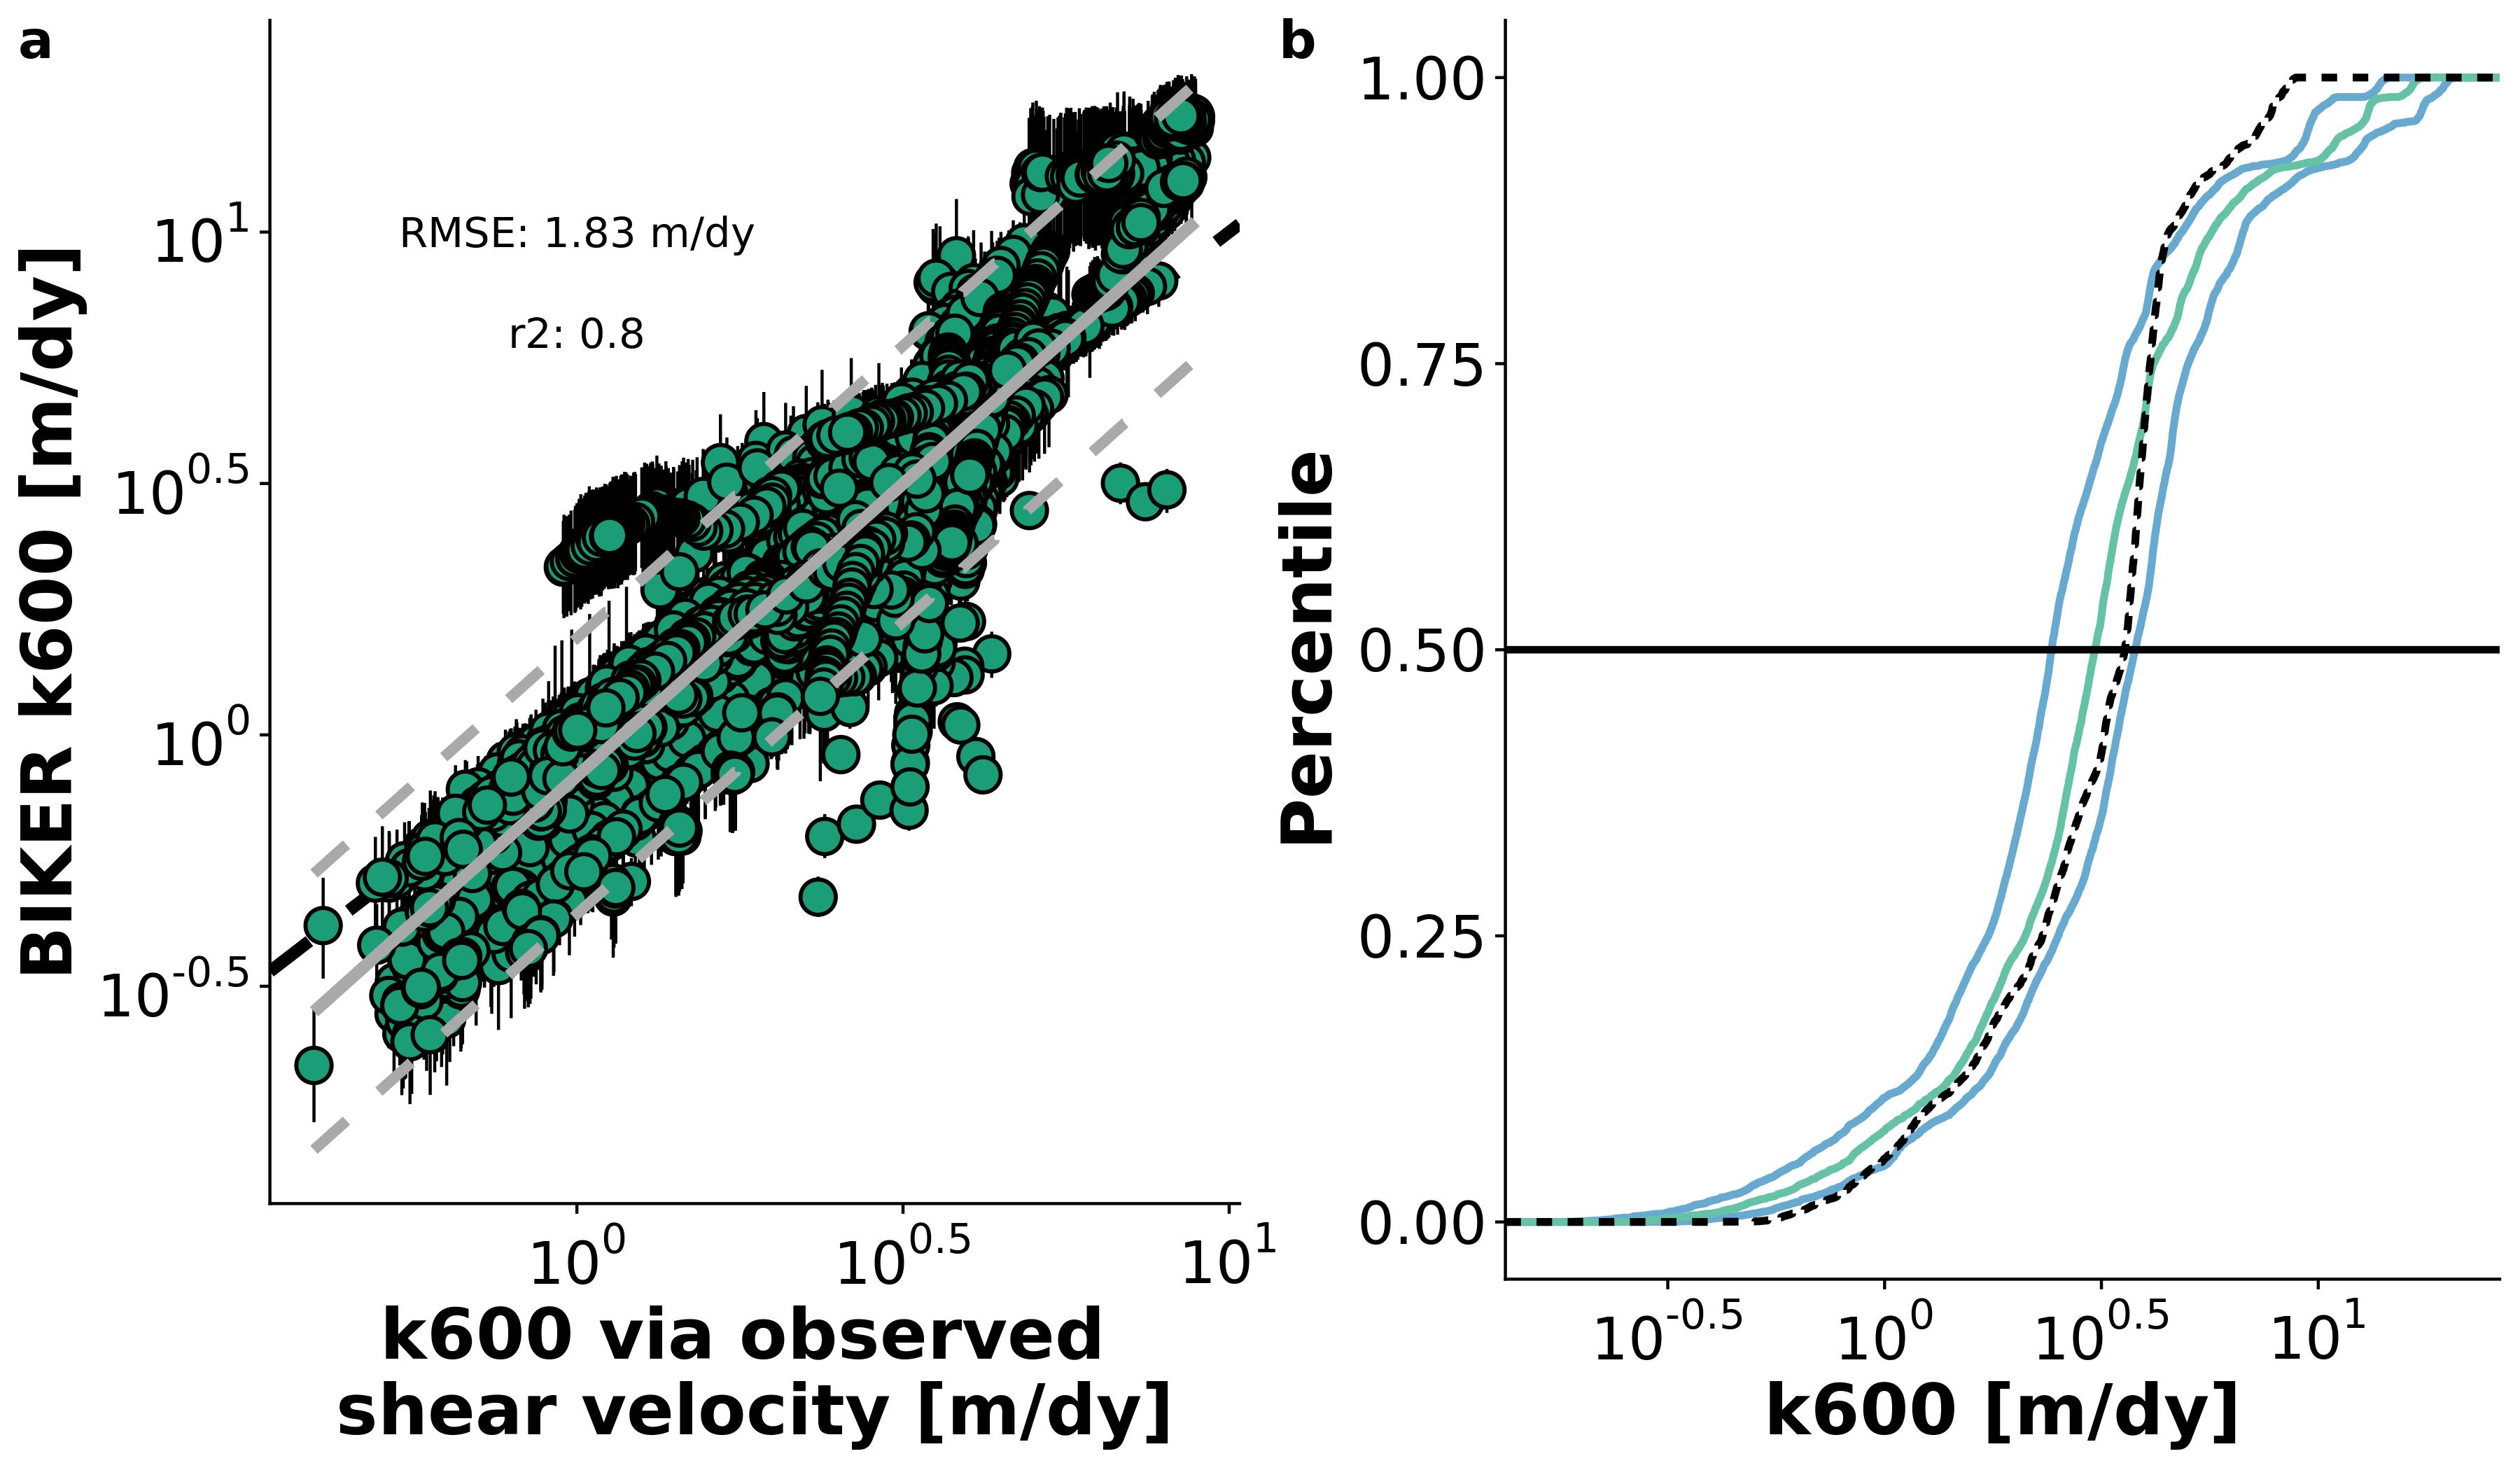 a
BIKER k600 [m/dy]
10^1
10^0.5
10^0
10^-0.5
RMSE: 1.83 m/dy
r2: 0.8
10^0
10^0.5
10^1
k600 via observed
shear velocity [m/dy]
b
Percentile
1.00
0.75
0.50
0.25
0.00
10^-0.5
10^0
10^0.5
10^1
k600 [m/dy]